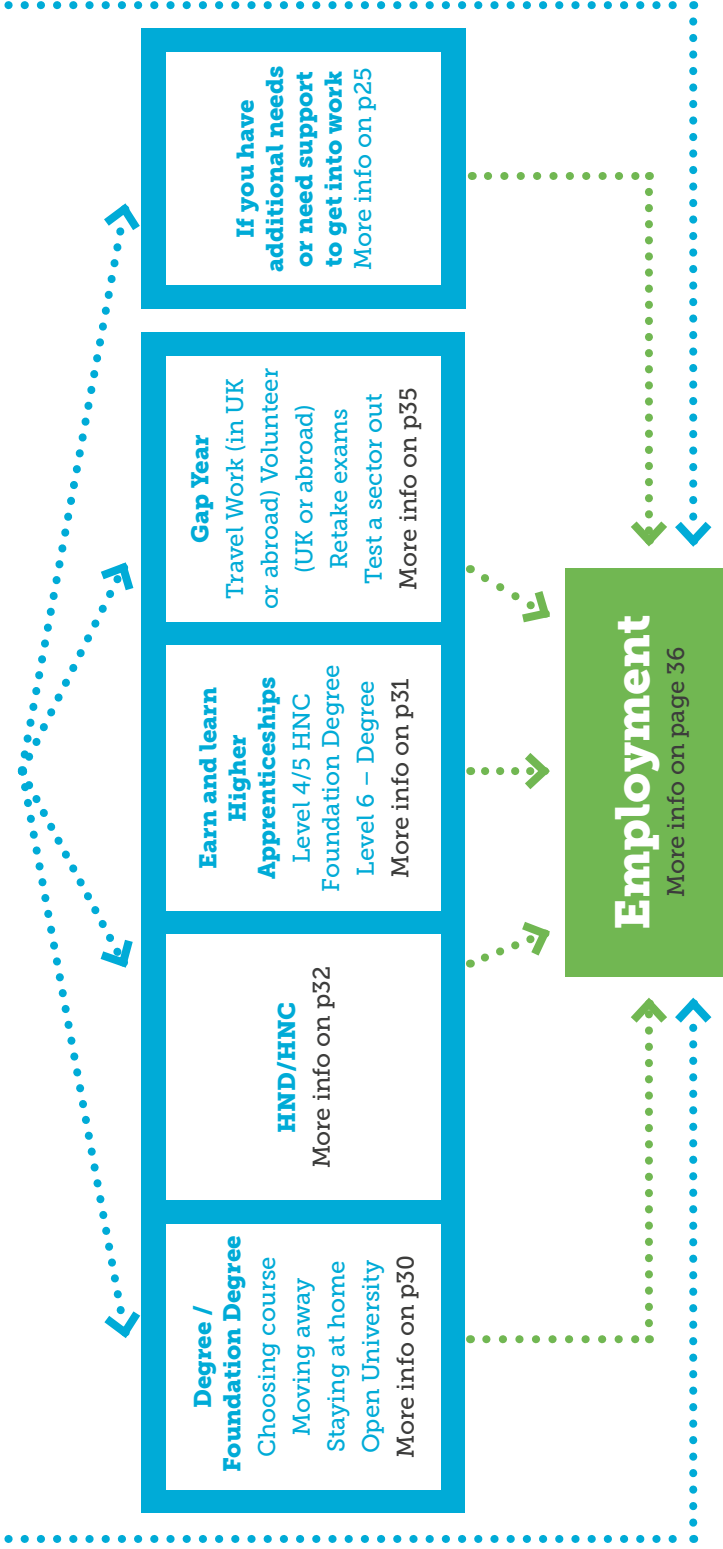 Degree /
Foundation Degree
Choosing course
Moving away
Staying at home
Open University
More info on p30
HND/HNC
More info on p32
Earn and learn
Higher
Apprenticeships
Level 4/5 HNC
Foundation Degree
Level 6 – Degree
More info on p31
Gap Year
Travel Work (in UK
or abroad) Volunteer
(UK or abroad)
Retake exams
Test a sector out
More info on p35
If you have
additional needs
or need support
to get into work
More info on p25
Employment
More info on page 36